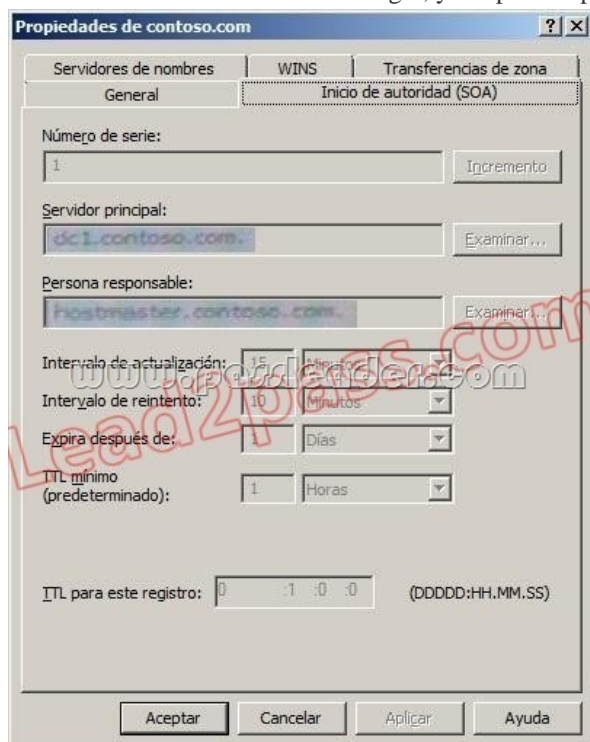 Propiedades de contoso.com
Servidores de nombres WINS Transferencias de zona
General Inicio de autoridad (SOA)
Número de serie:
1 Incremento
Servidor principal:
dc1.contoso.com. Examinar...
Persona responsable:
hostmaster.contoso.com. Examinar...
Intervalo de actualización: 15 Minutos
Intervalo de reintento: 10 Minutos
Expira después de: 1 Días
TTL mínimo
(predeterminado): 1 Horas
Lead2pass.com
TTL para este registro: 0 :1 :0 :0 (DDDDD:HH.MM.SS)
Aceptar Cancelar Aplicar Ayuda